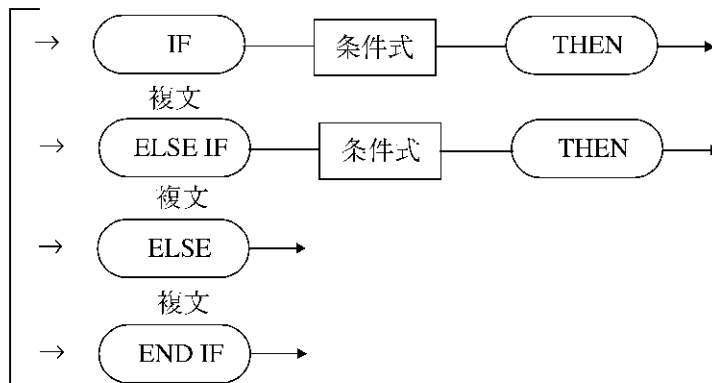 IF 条件式 THEN
複文
ELSE IF 条件式 THEN
複文
ELSE
複文
END IF